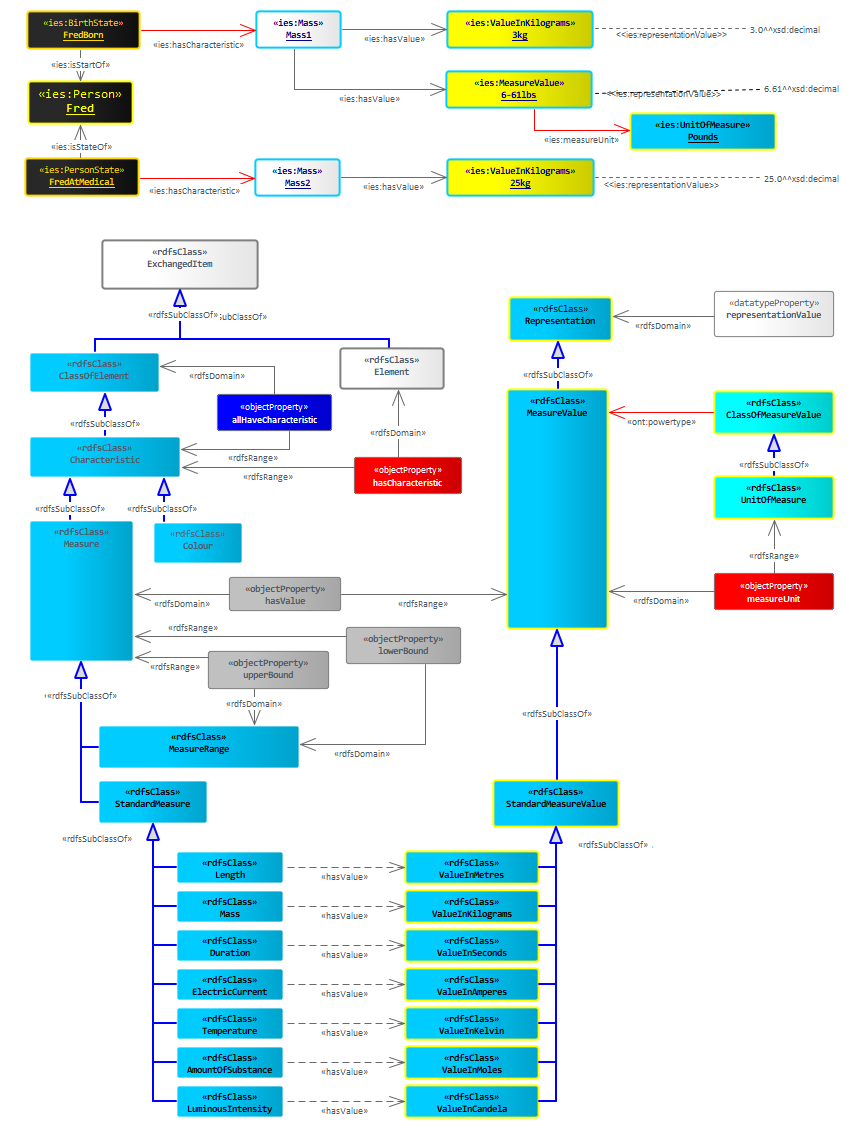 «ies:BirthState»
FredBorn
«ies:hasCharacteristic»
«ies:Mass»
Mass1
«ies:hasValue»
«ies:ValueInKilograms»
3kg
<<ies:representationValue>>
3.0^^xsd:decimal
«ies:isStartOf»
«ies:Person»
Fred
«ies:hasValue»
«ies:MeasureValue»
6-61lbs
<<ies:representationValue>>
6.61^^xsd:decimal
«ies:measureUnit»
«ies:UnitOfMeasure»
Pounds
«ies:isStateOf»
«ies:PersonState»
FredAtMedical
«ies:hasCharacteristic»
«ies:Mass»
Mass2
«ies:hasValue»
«ies:ValueInKilograms»
25kg
<<ies:representationValue>>
25.0^^xsd:decimal
«rdfsClass»
ExchangedItem
«rdfsSubClassOf»
SubClassOf»
«rdfsClass»
ClassOfElement
«rdfsDomain»
«rdfsClass»
Element
«objectProperty»
allHaveCharacteristic
«rdfsSubClassOf»
«rdfsDomain»
«rdfsClass»
Characteristic
«rdfsRange»
«rdfsRange»
«objectProperty»
hasCharacteristic
«rdfsSubClassOf»
«rdfsSubClassOf»
«rdfsClass»
Measure
«rdfsClass»
Colour
«rdfsClass»
Representation
«rdfsDomain»
«datatypeProperty»
representationValue
«rdfsSubClassOf»
«rdfsClass»
MeasureValue
«ont:powertype»
«rdfsClass»
ClassOfMeasureValue
«rdfsSubClassOf»
«rdfsClass»
UnitOfMeasure
«rdfsRange»
«objectProperty»
measureUnit
«rdfsDomain»
«rdfsDomain»
«objectProperty»
hasValue
«rdfsRange»
«rdfsRange»
«objectProperty»
lowerBound
«rdfsRange»
«objectProperty»
upperBound
«rdfsSubClassOf»
«rdfsDomain»
«rdfsClass»
MeasureRange
«rdfsDomain»
«rdfsSubClassOf»
«rdfsClass»
StandardMeasure
«rdfsClass»
StandardMeasureValue
«rdfsSubClassOf»
«rdfsSubClassOf»
«rdfsClass»
Length
«hasValue»
«rdfsClass»
ValueInMetres
«rdfsClass»
Mass
«hasValue»
«rdfsClass»
ValueInKilograms
«rdfsClass»
Duration
«hasValue»
«rdfsClass»
ValueInSeconds
«rdfsClass»
ElectricCurrent
«hasValue»
«rdfsClass»
ValueInAmperes
«rdfsClass»
Temperature
«hasValue»
«rdfsClass»
ValueInKelvin
«rdfsClass»
AmountOfSubstance
«hasValue»
«rdfsClass»
ValueInMoles
«rdfsClass»
LuminousIntensity
«hasValue»
«rdfsClass»
ValueInCandela